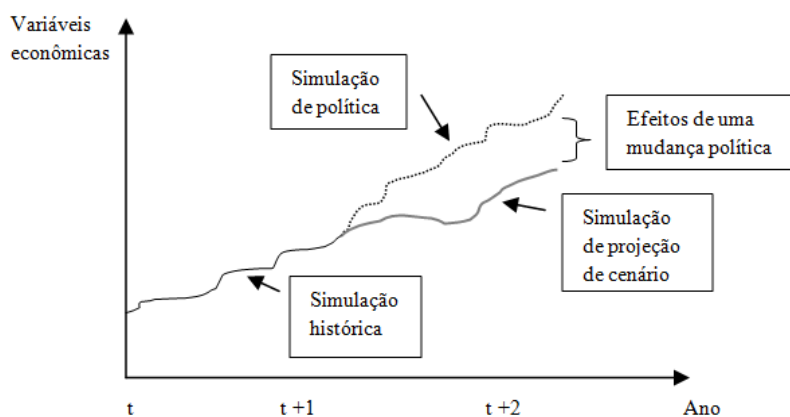 Variáveis
econômicas
Simulação
de política
Efeitos de uma
mudança política
Simulação
de projeção
de cenário
Simulação
histórica
t
t +1
t +2
Ano